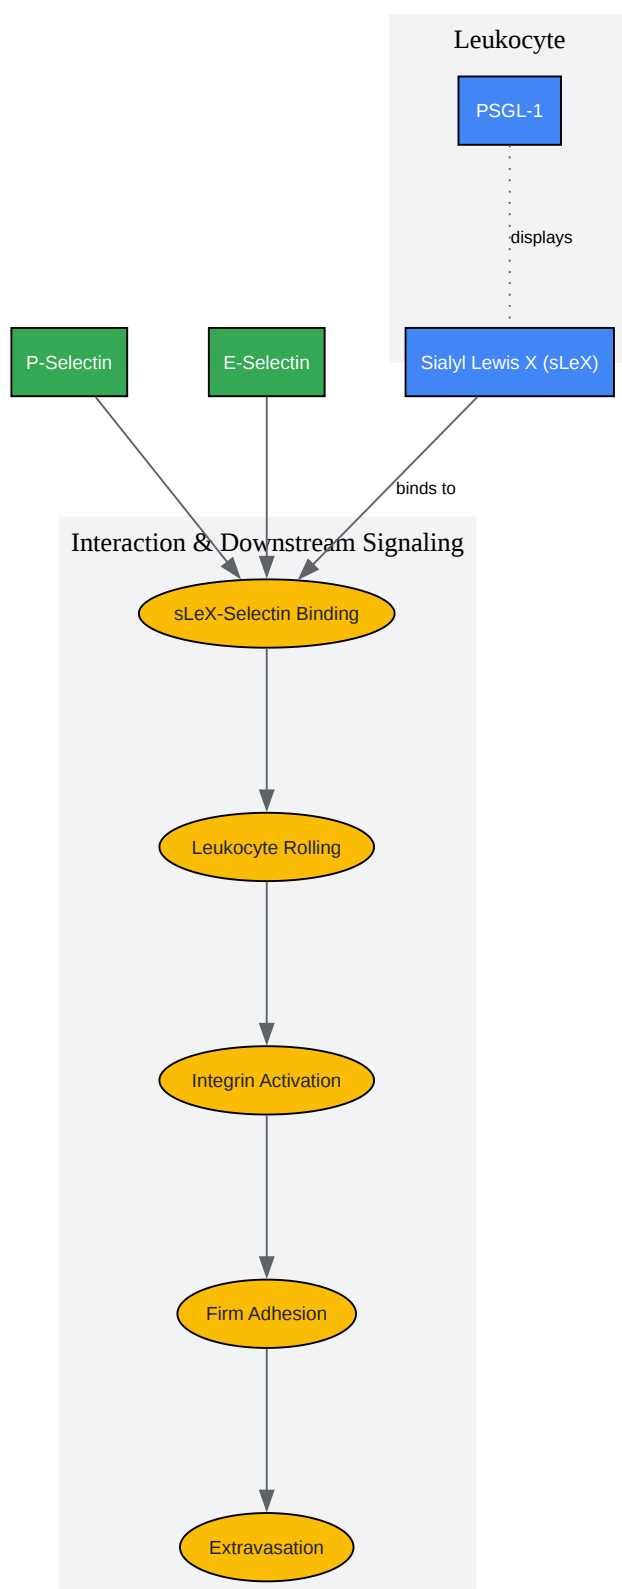 Leukocyte
PSGL-1
displays
P-Selectin
E-Selectin
Sialyl Lewis X (sLeX)
binds to
Interaction & Downstream Signaling
sLeX-Selectin Binding
Leukocyte Rolling
Integrin Activation
Firm Adhesion
Extravasation